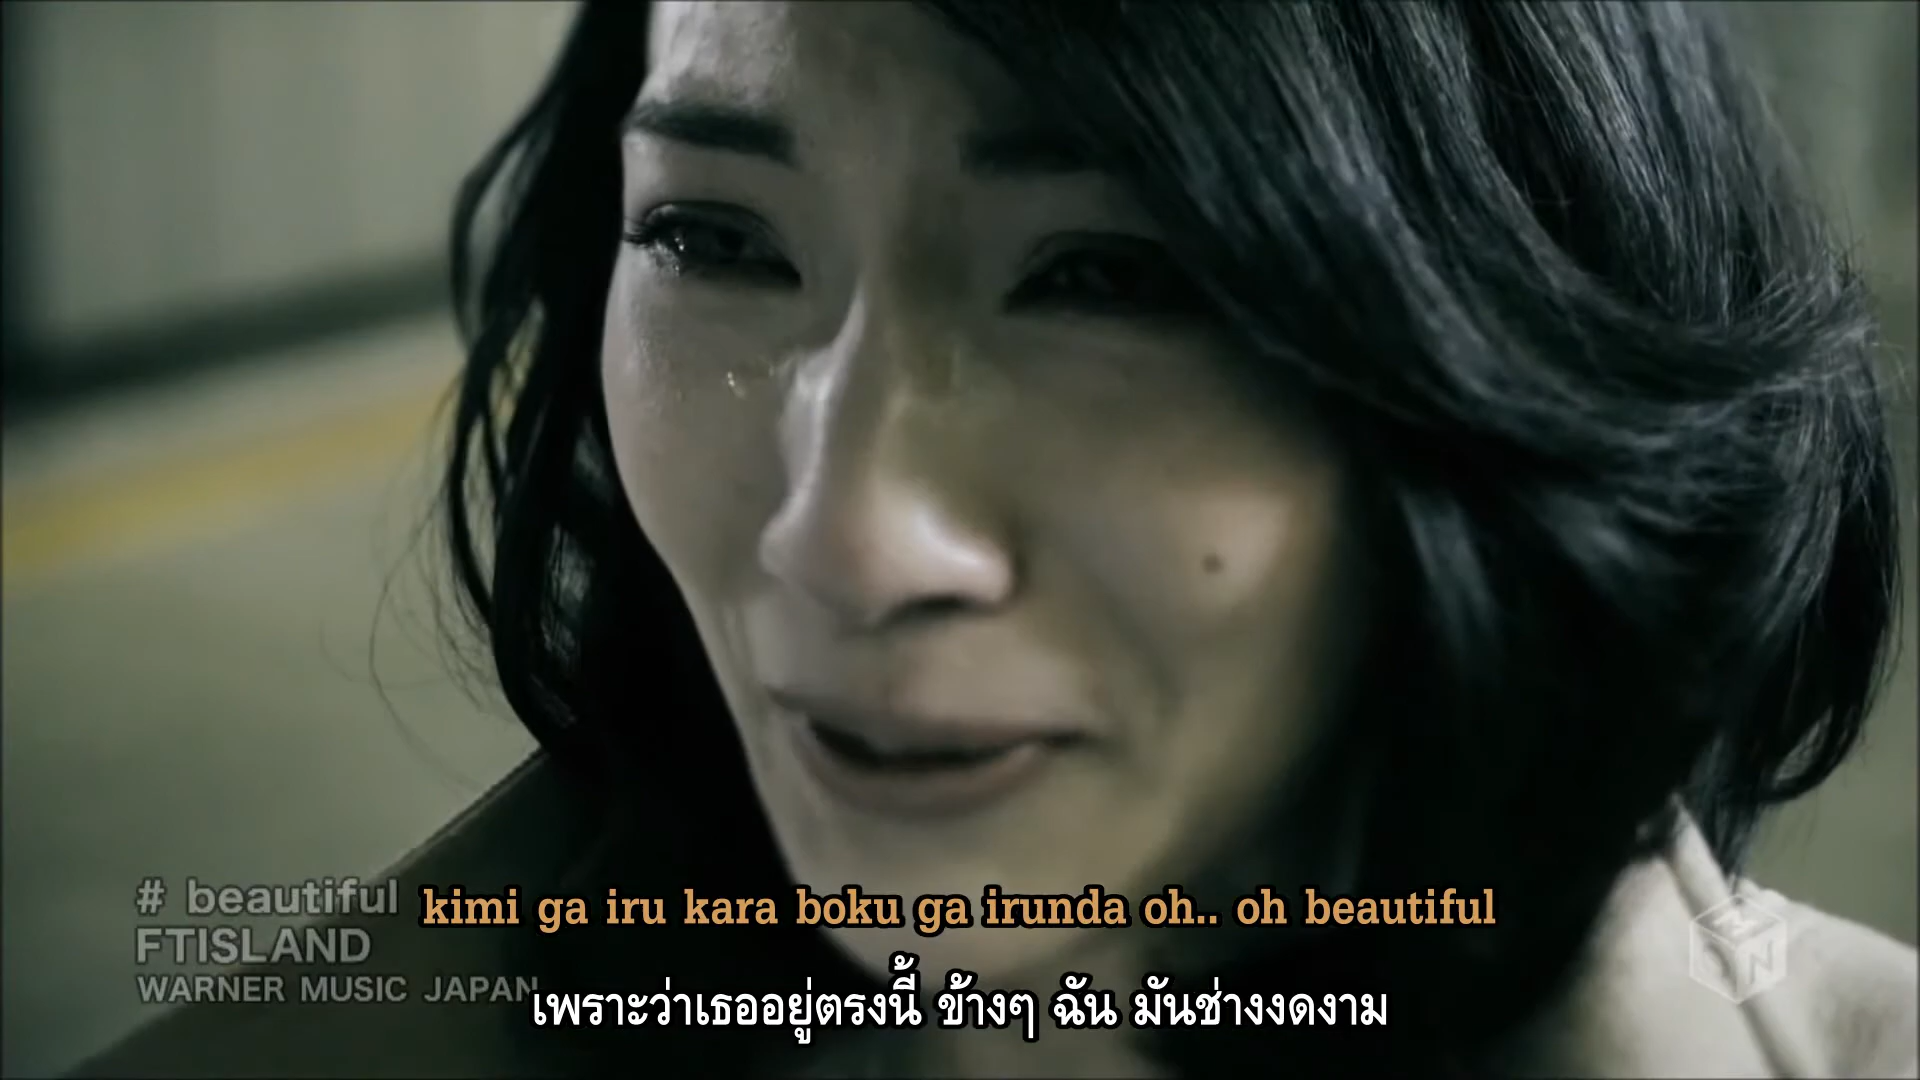 # beautiful
FTISLAND
WARNER MUSIC JAPAN
kimi ga iru kara boku ga irunda oh.. oh beautiful
เพราะว่าเธออยู่ตรงนี้ ข้างๆ ฉัน มันช่างงดงาม